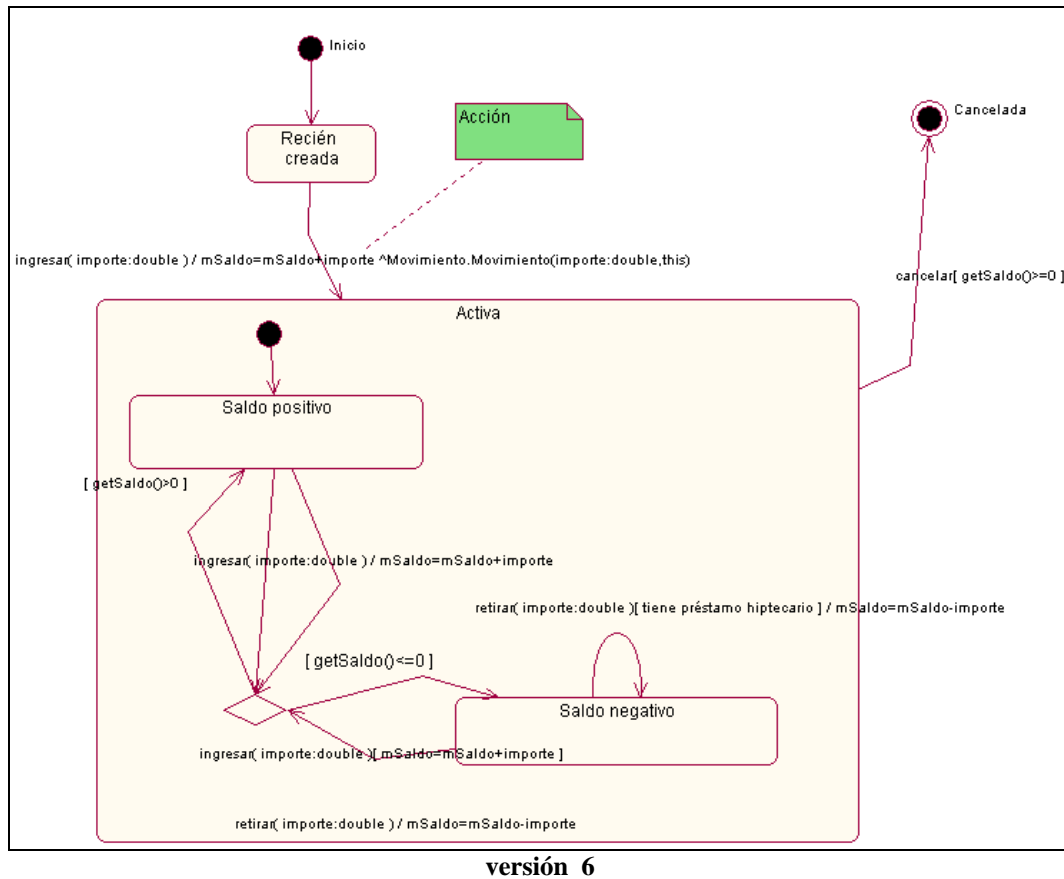 Inicio
Cancelada
Acción
Recién
creada
ingresar( importe:double ) / mSaldo=mSaldo+importe ^Movimiento.Movimiento(importe:double,this)
cancelar[ getSaldo()>=0 ]
Activa
Saldo positivo
[ getSaldo()>0 ]
ingresar( importe:double ) / mSaldo=mSaldo+importe
retirar( importe:double )[ tiene préstamo hiptecario ] / mSaldo=mSaldo-importe
[ getSaldo()<=0 ]
Saldo negativo
ingresar( importe:double )[ mSaldo=mSaldo+importe ]
retirar( importe:double ) / mSaldo=mSaldo-importe
versión 6